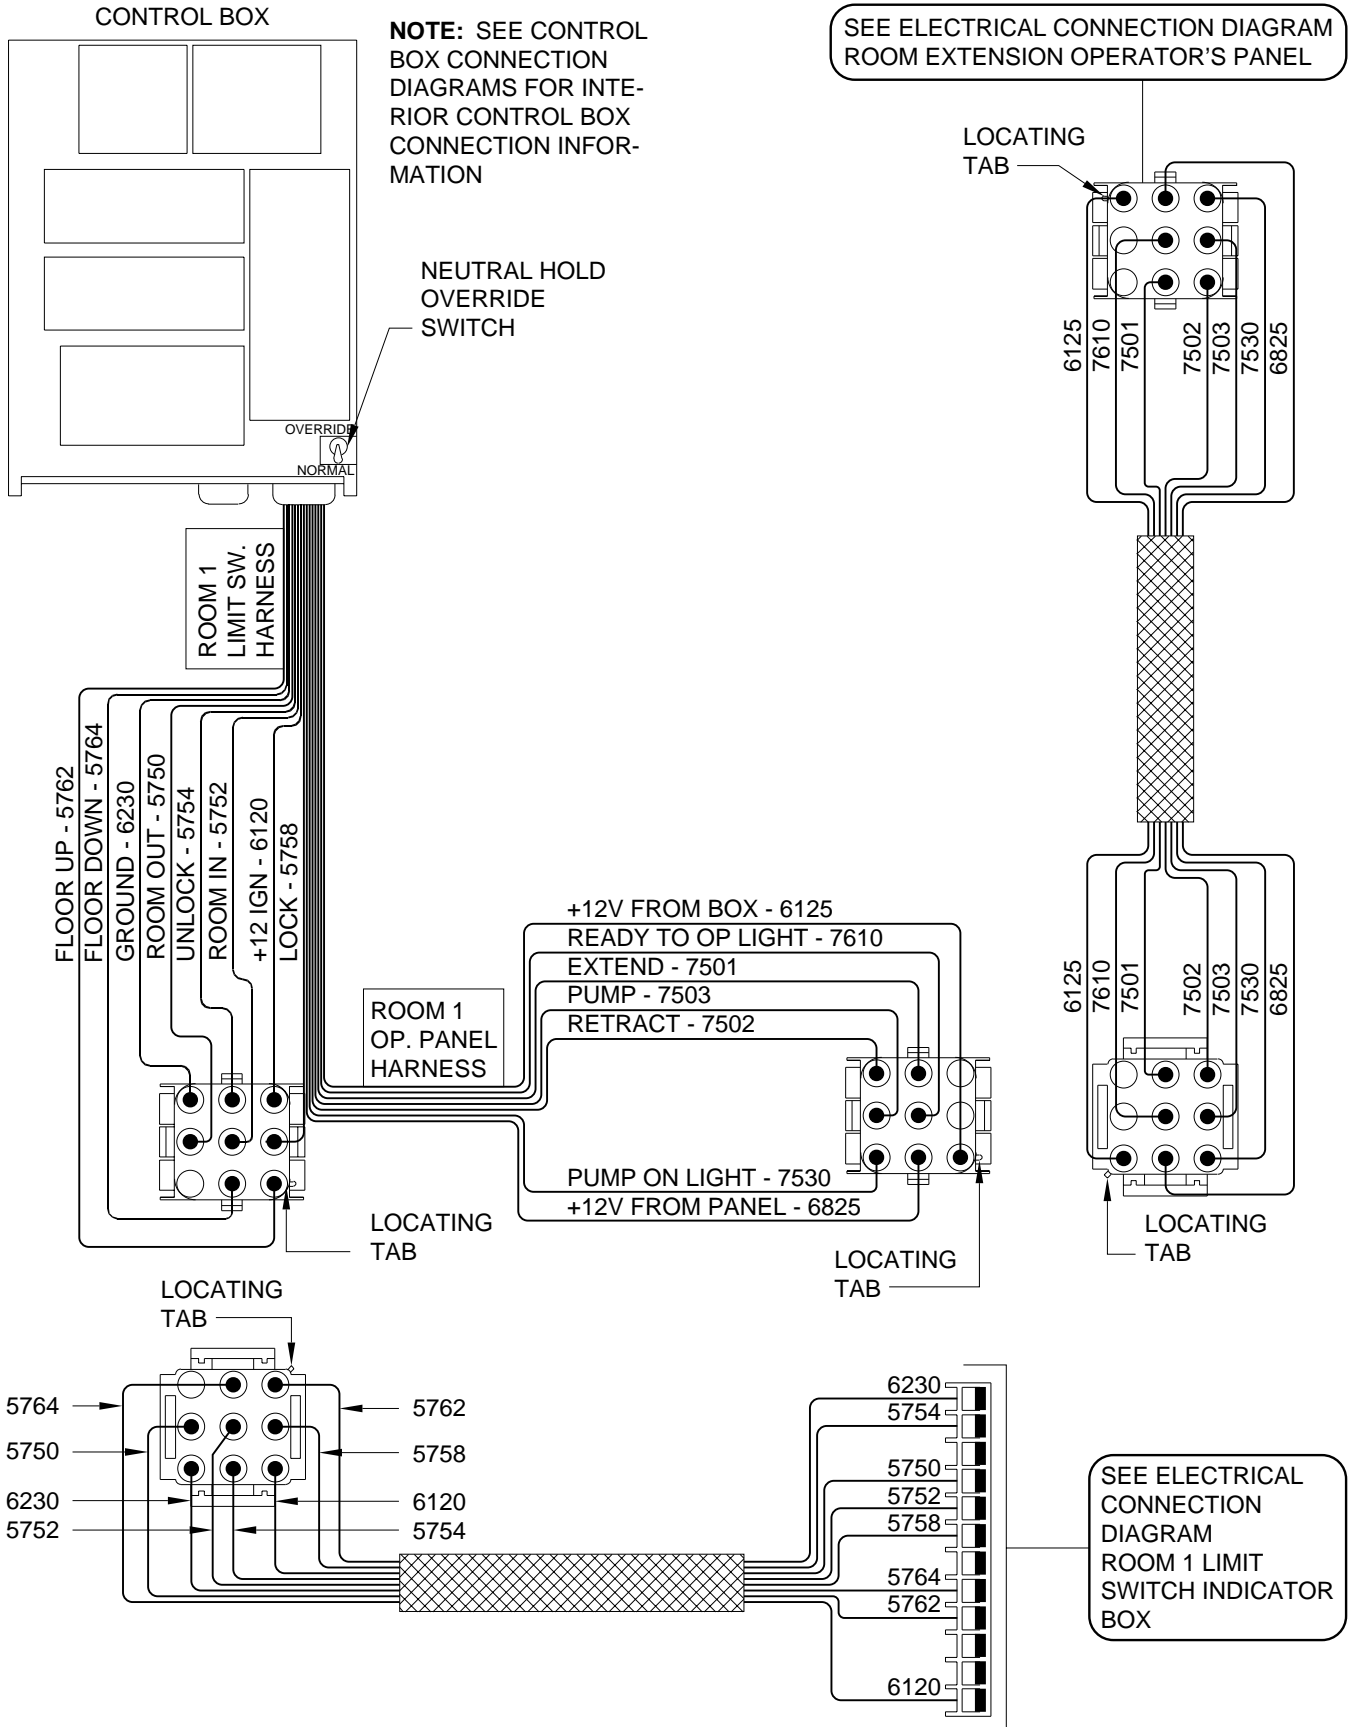 CONTROL BOX
NOTE: SEE CONTROL
BOX CONNECTION
DIAGRAMS FOR INTE-
RIOR CONTROL BOX
CONNECTION INFOR-
MATION
SEE ELECTRICAL CONNECTION DIAGRAM
ROOM EXTENSION OPERATOR'S PANEL
LOCATING
TAB
NEUTRAL HOLD
OVERRIDE
SWITCH
OVERRIDE
NORMAL
6125
7610
7501
7502
7503
7530
6825
ROOM 1
LIMIT SW.
HARNESS
FLOOR UP - 5762
FLOOR DOWN - 5764
GROUND - 6230
ROOM OUT - 5750
UNLOCK - 5754
ROOM IN - 5752
+12 IGN - 6120
LOCK - 5758
+12V FROM BOX - 6125
READY TO OP LIGHT - 7610
EXTEND - 7501
PUMP - 7503
RETRACT - 7502
ROOM 1
OP. PANEL
HARNESS
PUMP ON LIGHT - 7530
+12V FROM PANEL - 6825
6125
7610
7501
7502
7503
7530
6825
LOCATING
TAB
LOCATING
TAB
LOCATING
TAB
LOCATING
TAB
5764
5750
6230
5752
5762
5758
6120
5754
6230
5754
5750
5752
5758
5764
5762
6120
SEE ELECTRICAL
CONNECTION
DIAGRAM
ROOM 1 LIMIT
SWITCH INDICATOR
BOX